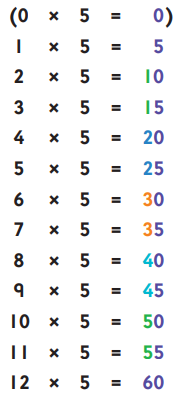 (0 × 5 = 0)
1 × 5 = 5
2 × 5 = 10
3 × 5 = 15
4 × 5 = 20
5 × 5 = 25
6 × 5 = 30
7 × 5 = 35
8 × 5 = 40
9 × 5 = 45
10 × 5 = 50
11 × 5 = 55
12 × 5 = 60